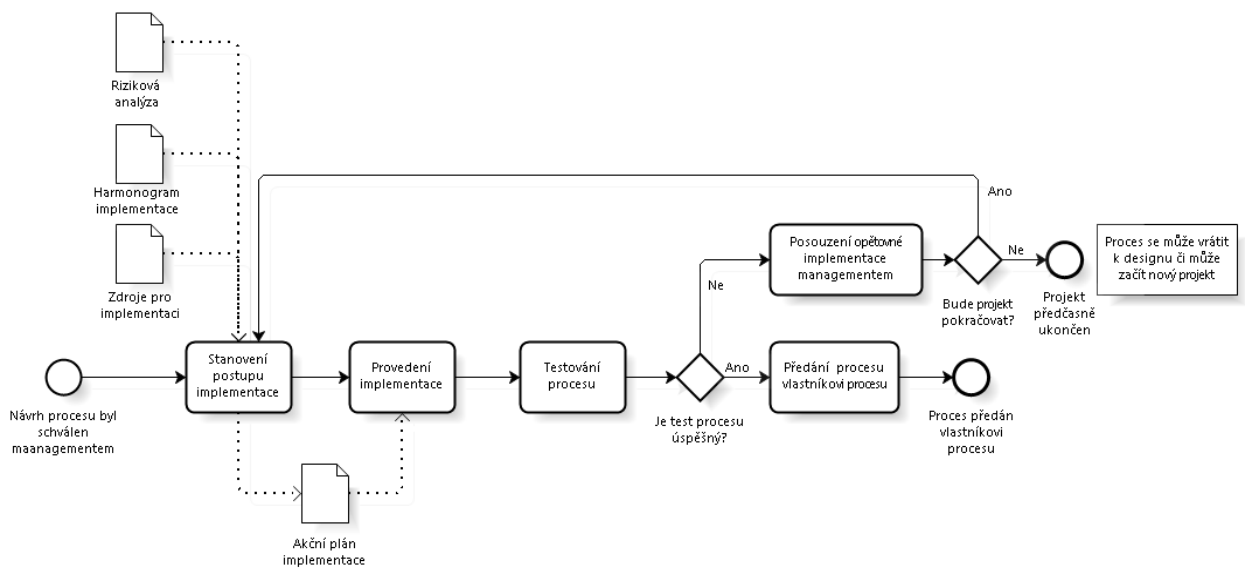 Riziková
analýza
Harmonogram
implementace
Zdroje pro
implementaci
Návrh procesu byl
schválen
maanagementem
Stanovení
postupu
implementace
Provedení
implementace
Akční plán
implementace
Testování
procesu
Je test procesu
úspěšný?
Ne
Ano
Posouzení opětovné
implementace
managementem
Bude projekt
pokračovat?
Ano
Ne
Projekt
předčasně
ukončen
Proces se může vrátit
k designu či může
začít nový projekt
Předání procesu
vlastníkovi procesu
Proces předán
vlastníkovi
procesu